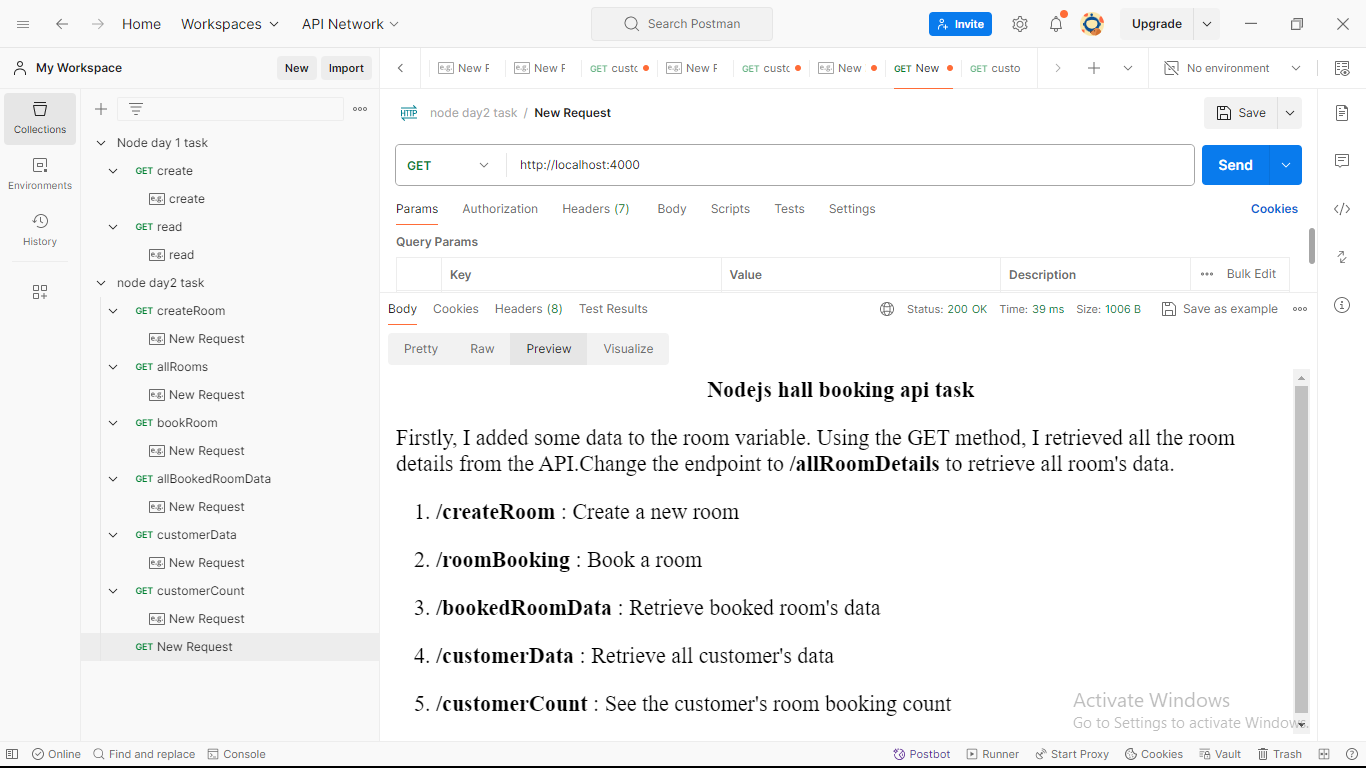 Home Workspaces API Network Search Postman Invite Upgrade
My Workspace New Import
GET New GET custo No environment
Collections
Environments
History
Node day 1 task
GET create
e.g. create
GET read
e.g. read
node day2 task
GET createRoom
e.g. New Request
GET allRooms
e.g. New Request
GET bookRoom
e.g. New Request
GET allBookedRoomData
e.g. New Request
GET customerData
e.g. New Request
GET customerCount
e.g. New Request
GET New Request
HTTP node day2 task / New Request Save
GET http://localhost:4000 Send
Params Authorization Headers (7) Body Scripts Tests Settings Cookies
Query Params
Key Value Description Bulk Edit
Body Cookies Headers (8) Test Results Status: 200 OK Time: 39 ms Size: 1006 B Save as example
Pretty Raw Preview Visualize
Nodejs hall booking api task
Firstly, I added some data to the room variable. Using the GET method, I retrieved all the room
details from the API.Change the endpoint to /allRoomDetails to retrieve all room's data.
1. /createRoom : Create a new room
2. /roomBooking : Book a room
3. /bookedRoomData : Retrieve booked room's data
4. /customerData : Retrieve all customer's data
5. /customerCount : See the customer's room booking count
Activate Windows
Go to Settings to activate Windows.
Online Find and replace Console Postbot Runner Start Proxy Cookies Vault Trash